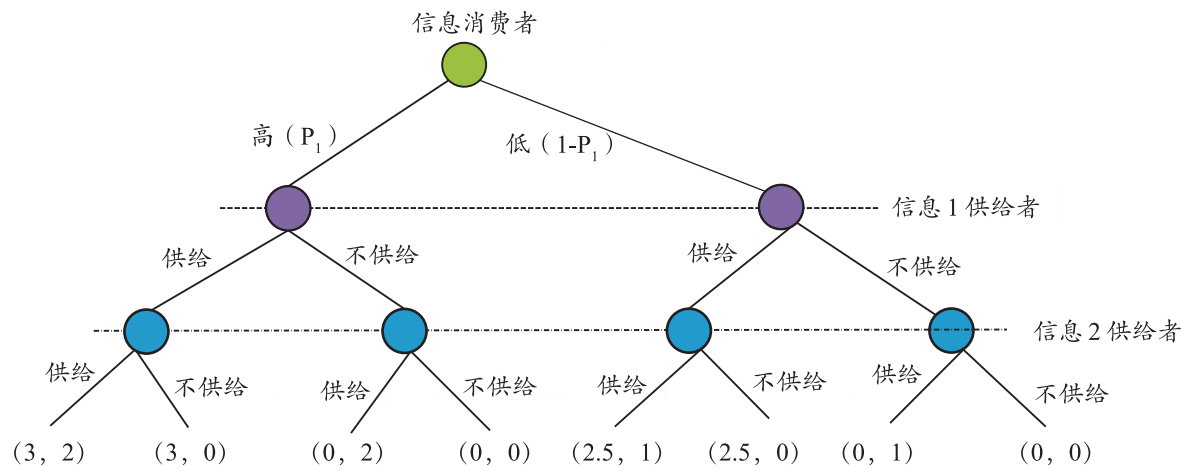 信息消费者
高（P₁）
低（1-P₁）
信息1供给者
供给 不供给 供给 不供给
信息2供给者
供给 不供给 供给 不供给 供给 不供给 供给 不供给
(3, 2) (3, 0) (0, 2) (0, 0) (2.5, 1) (2.5, 0) (0, 1) (0, 0)